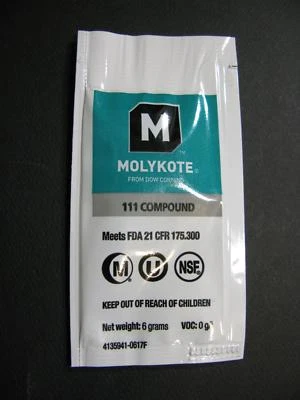 M
MOLYKOTE®
FROM DOW CORNING
111 COMPOUND
Meets FDA 21 CFR 175.300
M U NSF
KEEP OUT OF REACH OF CHILDREN
Net weight: 6 grams VOC: 0 g/l
4135941-0617F